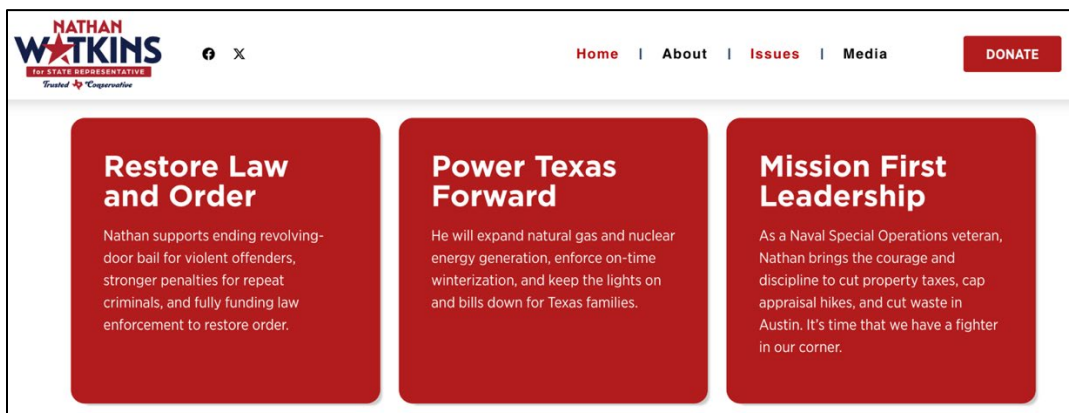 NATHAN
WATKINS
for STATE REPRESENTATIVE
Trusted Conservative
Home | About | Issues | Media
DONATE
Restore Law
and Order
Nathan supports ending revolving-
door bail for violent offenders,
stronger penalties for repeat
criminals, and fully funding law
enforcement to restore order.
Power Texas
Forward
He will expand natural gas and nuclear
energy generation, enforce on-time
winterization, and keep the lights on
and bills down for Texas families.
Mission First
Leadership
As a Naval Special Operations veteran,
Nathan brings the courage and
discipline to cut property taxes, cap
appraisal hikes, and cut waste in
Austin. It’s time that we have a fighter
in our corner.